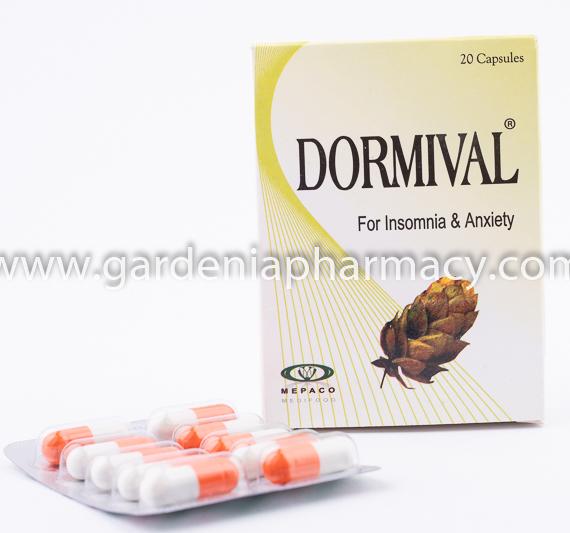 20 Capsules
DORMIVAL®
For Insomnia & Anxiety
www.gardeniapharmacy.com
MEPACO
MEDIFOOD